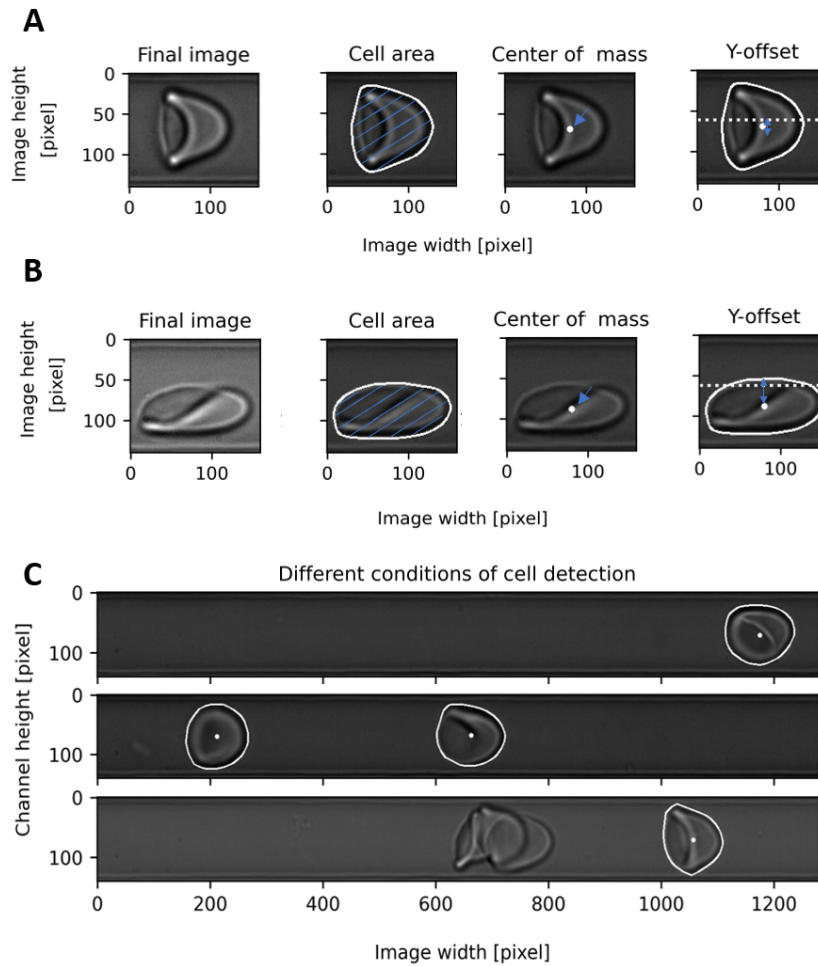 A
Final image
Cell area
Center of  mass
Y-offset
Image height
[pixel]
0
50
100
0
100
0
100
0
100
0
100
Image width [pixel]
B
Final image
Cell area
Center of  mass
Y-offset
Image height
[pixel]
0
50
100
0
100
0
100
0
100
0
100
Image width [pixel]
C
Different conditions of cell detection
Channel height [pixel]
0
100
0
100
0
100
0
200
400
600
800
1000
1200
Image width [pixel]